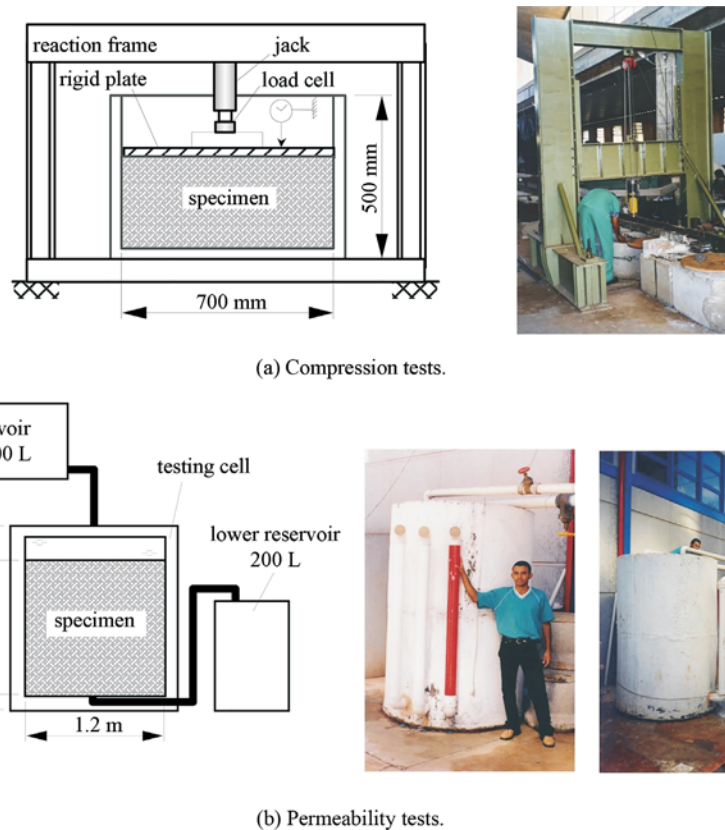 reaction frame
jack
rigid plate
load cell
specimen
500 mm
700 mm
(a) Compression tests.
L
testing cell
lower reservoir
200 L
specimen
1.2 m
(b) Permeability tests.